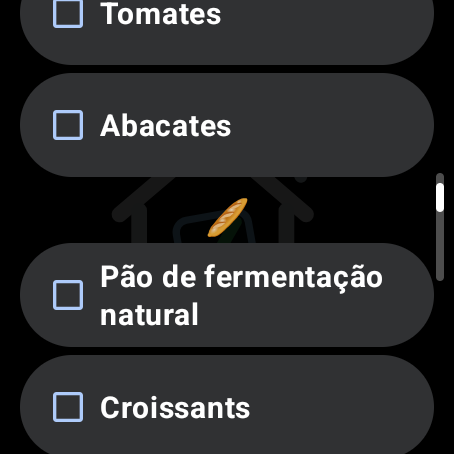 Tomates
Abacates
Pão de fermentação
natural
Croissants